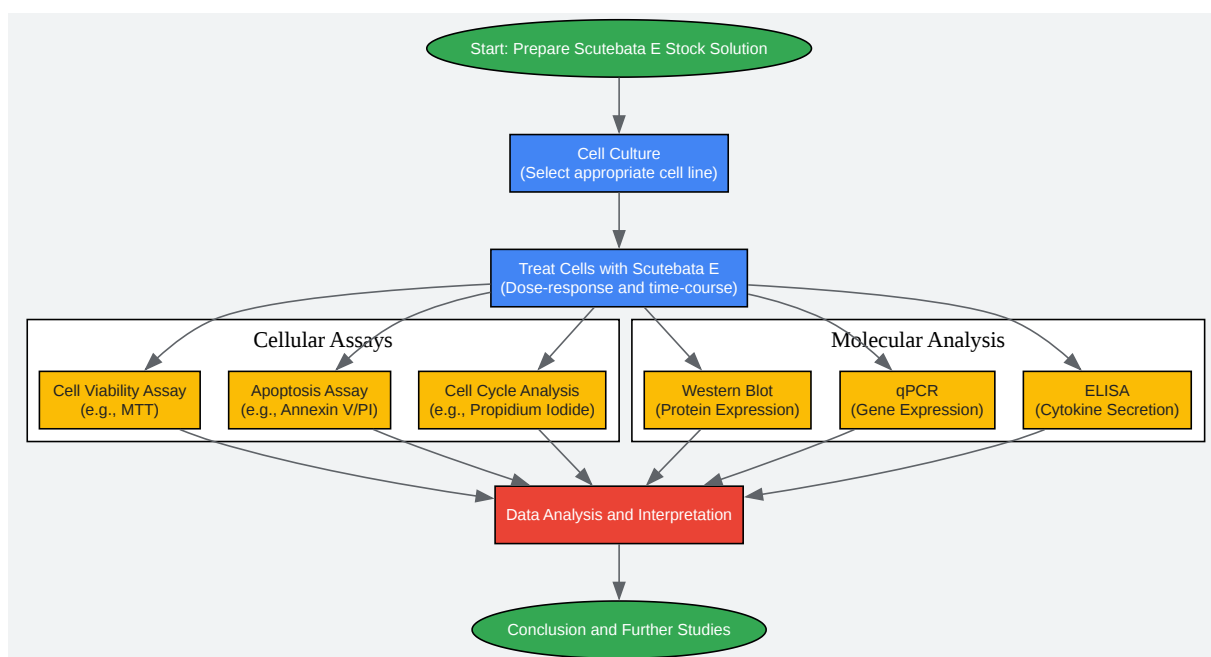 Start: Prepare Scutebata E Stock Solution
Cell Culture
(Select appropriate cell line)
Treat Cells with Scutebata E
(Dose-response and time-course)
Cellular Assays
Cell Viability Assay
(e.g., MTT)
Apoptosis Assay
(e.g., Annexin V/PI)
Cell Cycle Analysis
(e.g., Propidium Iodide)
Molecular Analysis
Western Blot
(Protein Expression)
qPCR
(Gene Expression)
ELISA
(Cytokine Secretion)
Data Analysis and Interpretation
Conclusion and Further Studies